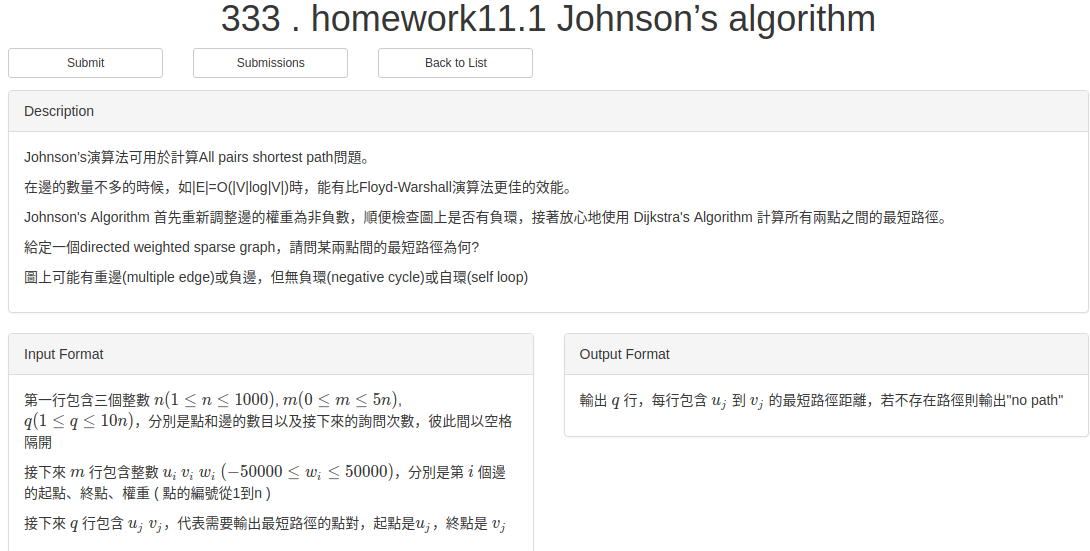 333 . homework11.1 Johnson’s algorithm
Submit
Submissions
Back to List
Description
Johnson’s演算法可用於計算All pairs shortest path問題。
在邊的數量不多的時候，如|E|=O(|V|log|V|)時，能有比Floyd-Warshall演算法更佳的效能。
Johnson's Algorithm 首先重新調整邊的權重為非負數，順便檢查圖上是否有負環，接著放心地使用 Dijkstra's Algorithm 計算所有兩點之間的最短路徑。
給定一個directed weighted sparse graph，請問某兩點間的最短路徑為何?
圖上可能有重邊(multiple edge)或負邊，但無負環(negative cycle)或自環(self loop)
Input Format
第一行包含三個整數 n(1 ≤ n ≤ 1000), m(0 ≤ m ≤ 5n),
q(1 ≤ q ≤ 10n)，分別是點和邊的數目以及接下來的詢問次數，彼此間以空格
隔開
接下來 m 行包含整數 u_i v_i w_i (−50000 ≤ w_i ≤ 50000)，分別是第 i 個邊
的起點、終點、權重 ( 點的編號從1到n )
接下來 q 行包含 u_j v_j，代表需要輸出最短路徑的點對，起點是u_j，終點是 v_j
Output Format
輸出 q 行，每行包含 u_j 到 v_j 的最短路徑距離，若不存在路徑則輸出"no path"